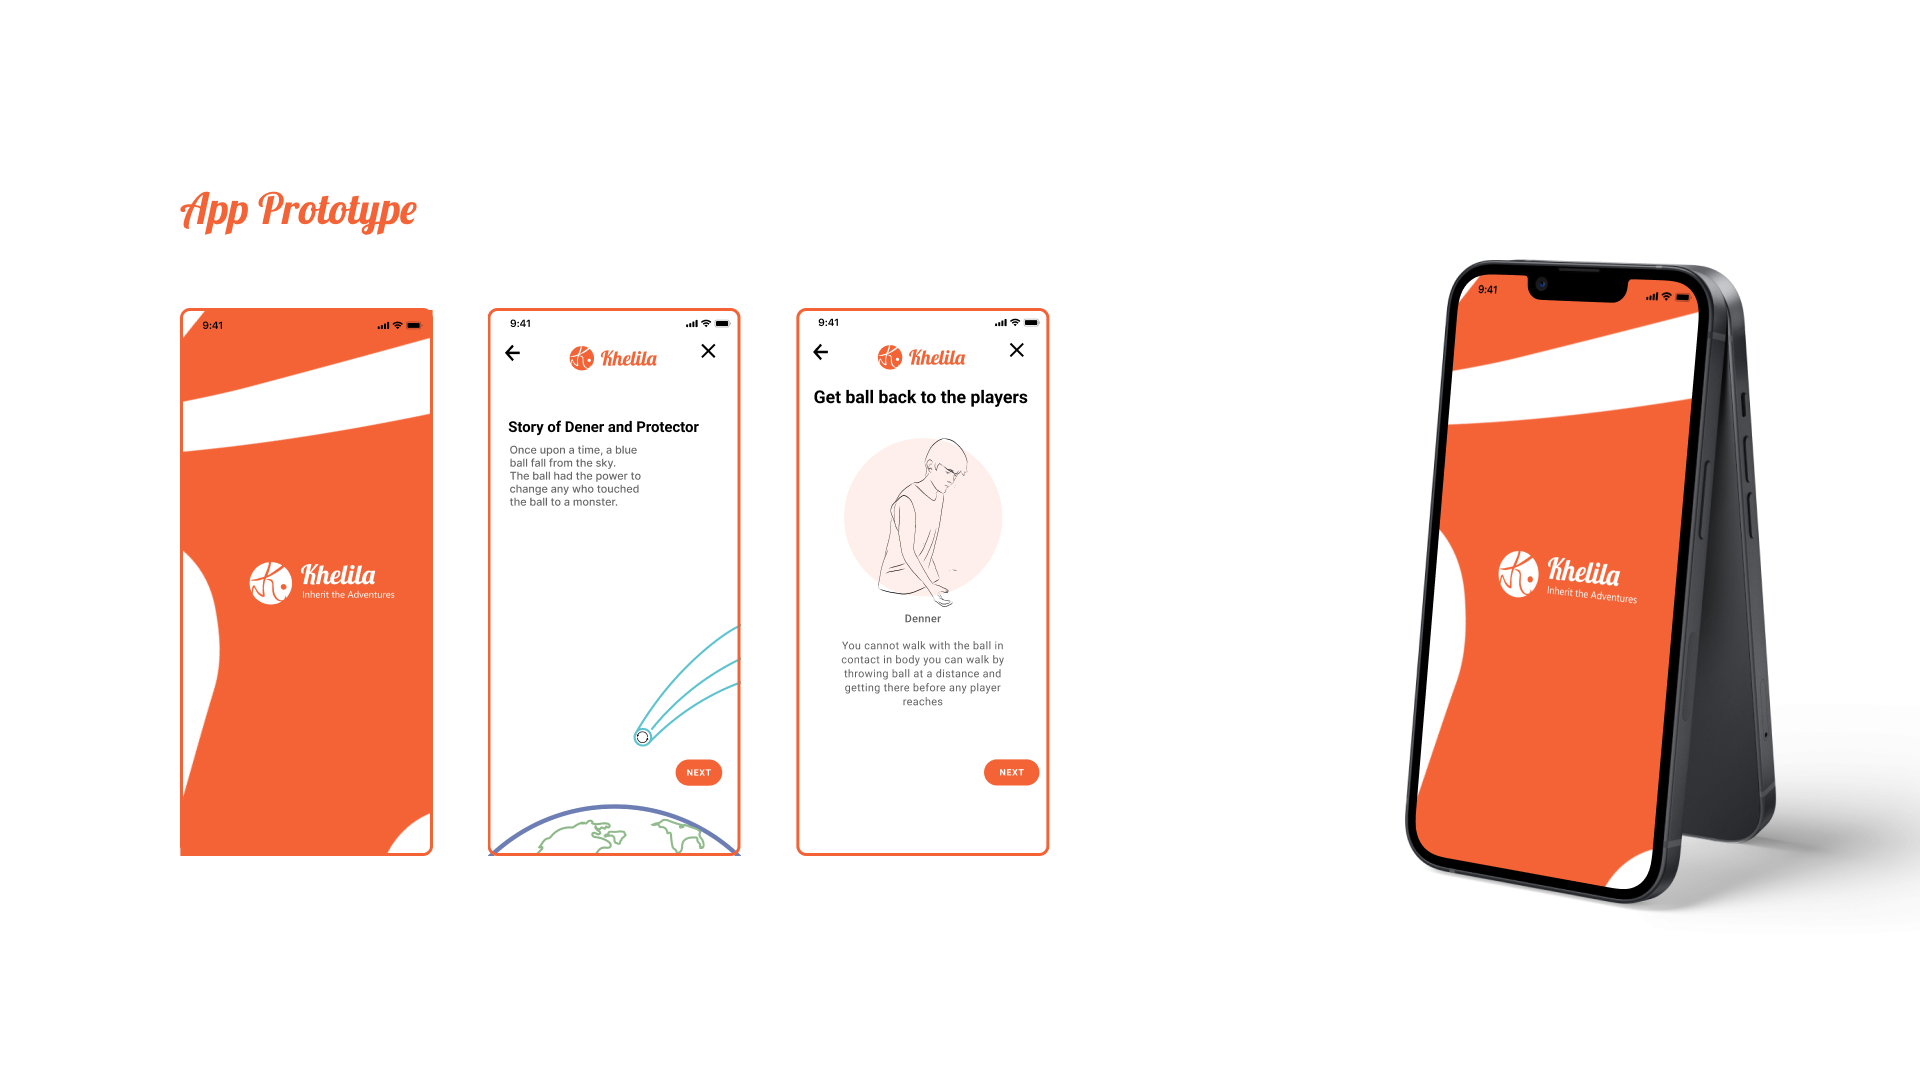 App Prototype
9:41
Khelila
Inherit the Adventures
9:41
Khelila
Story of Dener and Protector
Once upon a time, a blue
ball fall from the sky.
The ball had the power to
change any who touched
the ball to a monster.
NEXT
9:41
Khelila
Get ball back to the players
Denner
You cannot walk with the ball in
contact in body you can walk by
throwing ball at a distance and
getting there before any player
reaches
NEXT
9:41
Khelila
Inherit the Adventures